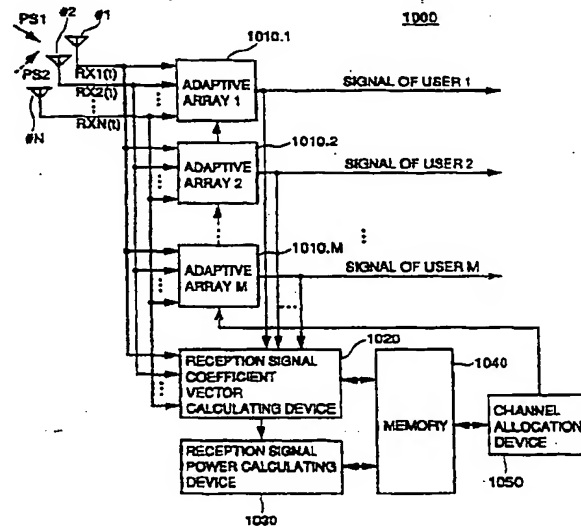 1000
PS1
#2
#1
1010.1
PS2
RX1(t)
RX2(t)
RXN(t)
#N
ADAPTIVE
ARRAY 1
SIGNAL OF USER 1
1010.2
ADAPTIVE
ARRAY 2
SIGNAL OF USER 2
1010.M
ADAPTIVE
ARRAY M
SIGNAL OF USER M
1020
1040
RECEPTION SIGNAL
COEFFICIENT
VECTOR
CALCULATING DEVICE
MEMORY
CHANNEL
ALLOCATION
DEVICE
1050
RECEPTION SIGNAL
POWER CALCULATING
DEVICE
1030